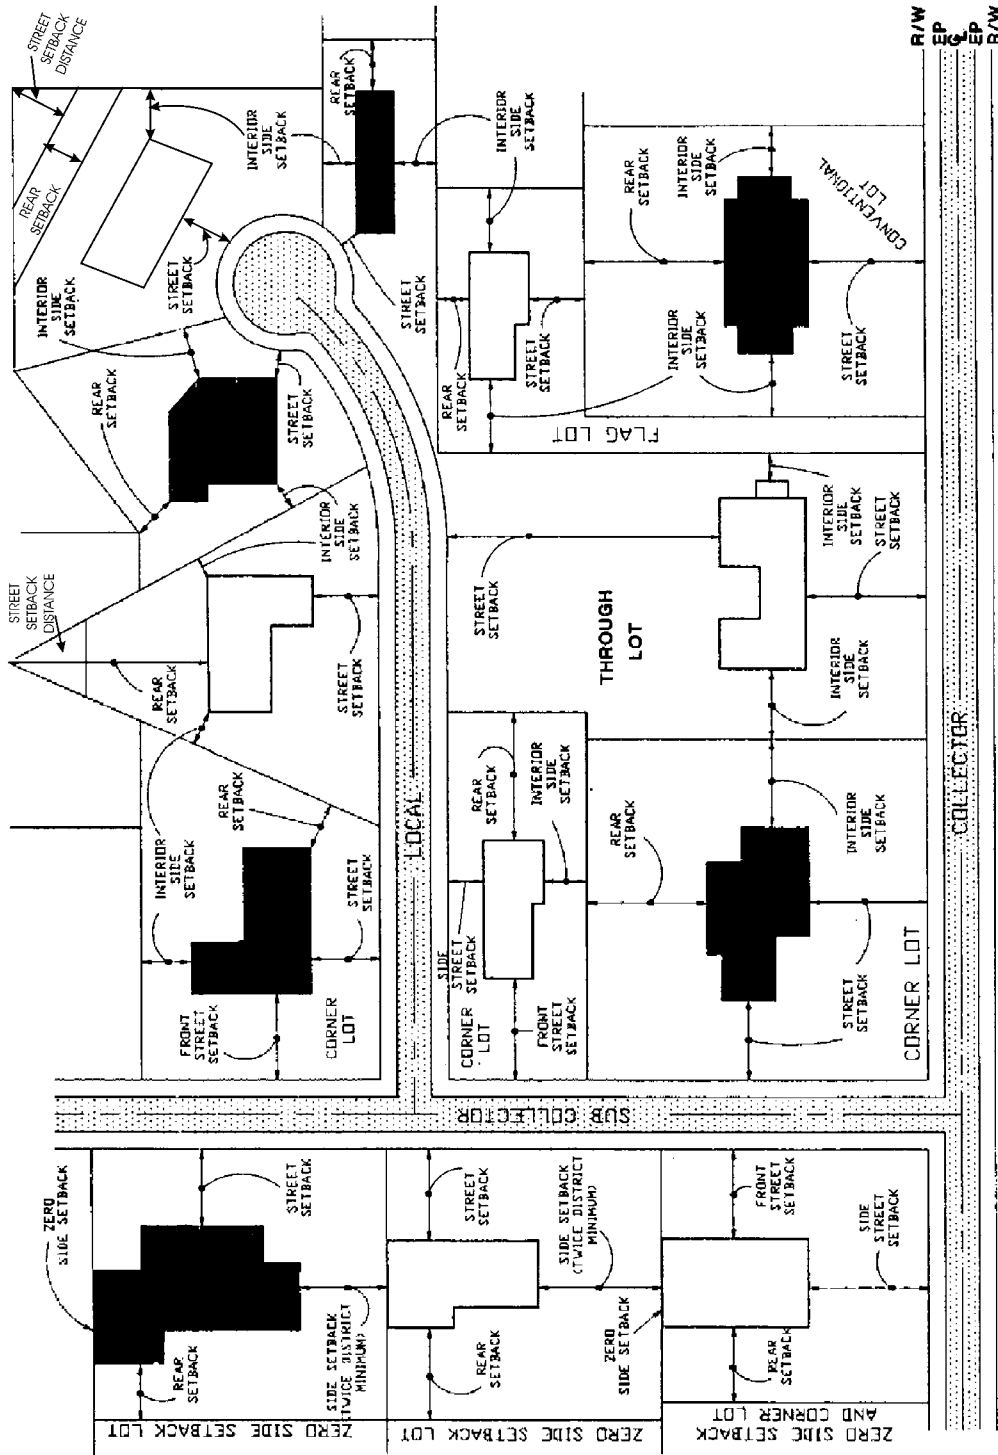 STREET
SETBACK
DISTANCE
REAR
SETBACK
INTERIOR
SIDE
SETBACK
STREET
SETBACK
INTERIOR
SIDE
SETBACK
REAR
SETBACK
INTERIOR
SIDE
SETBACK
STREET
SETBACK
REAR
SETBACK
STREET
SETBACK
INTERIOR
SIDE
SETBACK
STREET
SETBACK
DISTANCE
REAR
SETBACK
STREET
SETBACK
INTERIOR
SIDE
SETBACK
REAR
SETBACK
STREET
SETBACK
FRONT
STREET
SETBACK
CORNER
LOT
LOCAL
REAR
SETBACK
STREET
SETBACK
INTERIOR
SIDE
SETBACK
FLAG LOT
REAR
SETBACK
INTERIOR
SIDE
SETBACK
STREET
SETBACK
CONVENTIONAL
LOT
R/W
EP
CL
EP
R/W
STREET
SETBACK
THROUGH
LOT
INTERIOR
SIDE
SETBACK
STREET
SETBACK
INTERIOR
SIDE
SETBACK
REAR
SETBACK
INTERIOR
SIDE
SETBACK
SIDE
STREET
SETBACK
FRONT
STREET
SETBACK
CORNER
LOT
REAR
SETBACK
INTERIOR
SIDE
SETBACK
STREET
SETBACK
CORNER LOT
COLLECTOR
SUB COLLECTOR
ZERO
SIDE SETBACK
STREET
SETBACK
REAR
SETBACK
SIDE SETBACK
(TWICE DISTRICT
MINIMUM)
ZERO SIDE SETBACK LOT
STREET
SETBACK
REAR
SETBACK
SIDE SETBACK
(TWICE DISTRICT
MINIMUM)
ZERO SIDE SETBACK LOT
ZERO
SIDE SETBACK
FRONT
STREET
SETBACK
REAR
SETBACK
SIDE
STREET
SETBACK
ZERO SIDE SETBACK
AND CORNER LOT